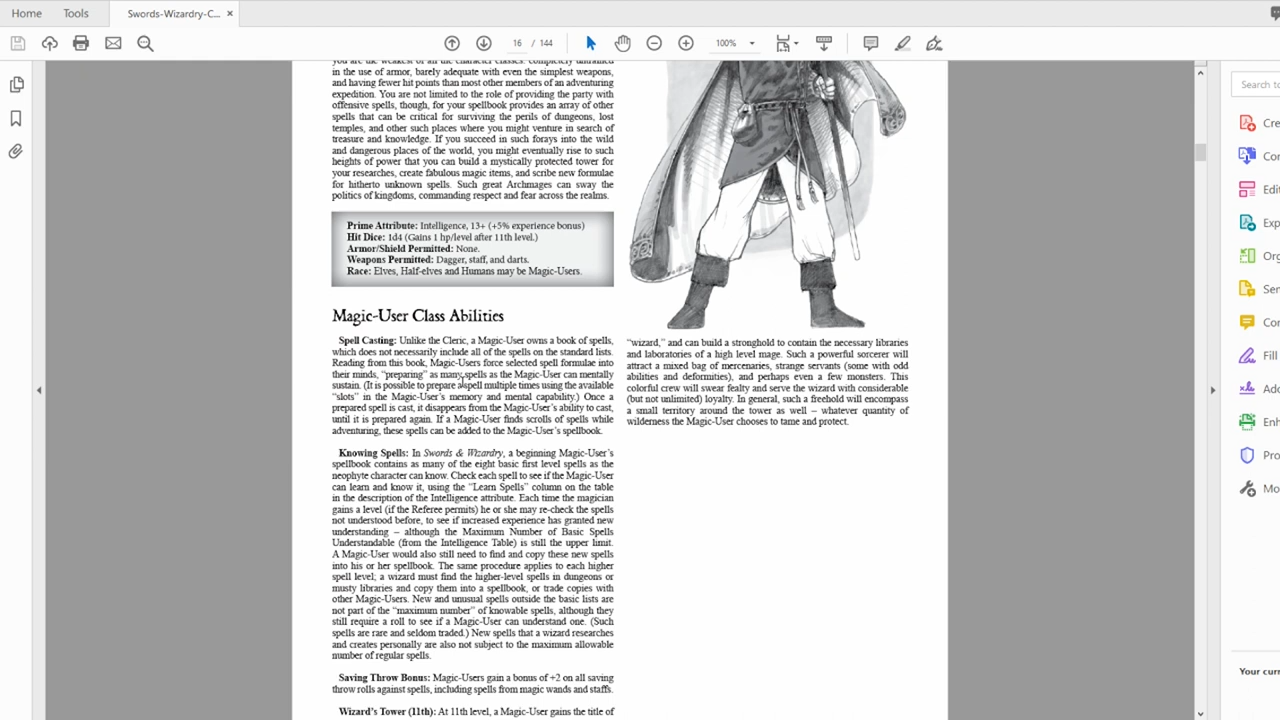 Home
Tools
Swords-Wizardry-C...
16 / 144
100%
Search to
you are the weakest of all the character classes: completely untrained
in the use of armor, barely adequate with even the simplest weapons,
and having fewer hit points than most other members of an adventuring
expedition. You are not limited to the role of providing the party with
offensive spells, though, for your spellbook provides an array of other
spells that can be critical for surviving the perils of dungeons, lost
temples, and other such places where you might venture in search of
treasure and knowledge. If you succeed in such forays into the wild
and dangerous places of the world, you might eventually rise to such
heights of power that you can build a mystically protected tower for
your researches, create fabulous magic items, and scribe new formulae
for hitherto unknown spells. Such great Archmages can sway the
politics of kingdoms, commanding respect and fear across the realms.
Prime Attribute: Intelligence, 13+ (+5% experience bonus)
Hit Dice: 1d4 (Gains 1 hp/level after 11th level.)
Armor/Shield Permitted: None.
Weapons Permitted: Dagger, staff, and darts.
Race: Elves, Half-elves and Humans may be Magic-Users.
Magic-User Class Abilities
Spell Casting: Unlike the Cleric, a Magic-User owns a book of spells,
which does not necessarily include all of the spells on the standard lists.
Reading from this book, Magic-Users force selected spell formulae into
their minds, “preparing” as many spells as the Magic-User can mentally
sustain. (It is possible to prepare a spell multiple times using the available
“slots” in the Magic-User’s memory and mental capability.) Once a
prepared spell is cast, it disappears from the Magic-User’s ability to cast,
until it is prepared again. If a Magic-User finds scrolls of spells while
adventuring, these spells can be added to the Magic-User’s spellbook.
Knowing Spells: In Swords & Wizardry, a beginning Magic-User’s
spellbook contains as many of the eight basic first level spells as the
neophyte character can know. Check each spell to see if the Magic-User
can learn and know it, using the “Learn Spells” column on the table
in the description of the Intelligence attribute. Each time the magician
gains a level (if the Referee permits) he or she may re-check the spells
not understood before, to see if increased experience has granted new
understanding – although the Maximum Number of Basic Spells
Understandable (from the Intelligence Table) is still the upper limit.
A Magic-User would also still need to find and copy these new spells
into his or her spellbook. The same procedure applies to each higher
spell level; a wizard must find the higher-level spells in dungeons or
musty libraries and copy them into a spellbook, or trade copies with
other Magic-Users. New and unusual spells outside the basic lists are
not part of the “maximum number” of knowable spells, although they
still require a roll to see if a Magic-User can understand one. (Such
spells are rare and seldom traded.) New spells that a wizard researches
and creates personally are also not subject to the maximum allowable
number of regular spells.
Saving Throw Bonus: Magic-Users gain a bonus of +2 on all saving
throw rolls against spells, including spells from magic wands and staffs.
Wizard’s Tower (11th): At 11th level, a Magic-User gains the title of
“wizard,” and can build a stronghold to contain the necessary libraries
and laboratories of a high level mage. Such a powerful sorcerer will
attract a mixed bag of mercenaries, strange servants (some with odd
abilities and deformities), and perhaps even a few monsters. This
colorful crew will swear fealty and serve the wizard with considerable
(but not unlimited) loyalty. In general, such a freehold will encompass
a small territory around the tower as well – whatever quantity of
wilderness the Magic-User chooses to tame and protect.
Cre
Con
Edit
Exp
Org
Sen
Con
Fill
Add
Enh
Pro
Mo
Your curr